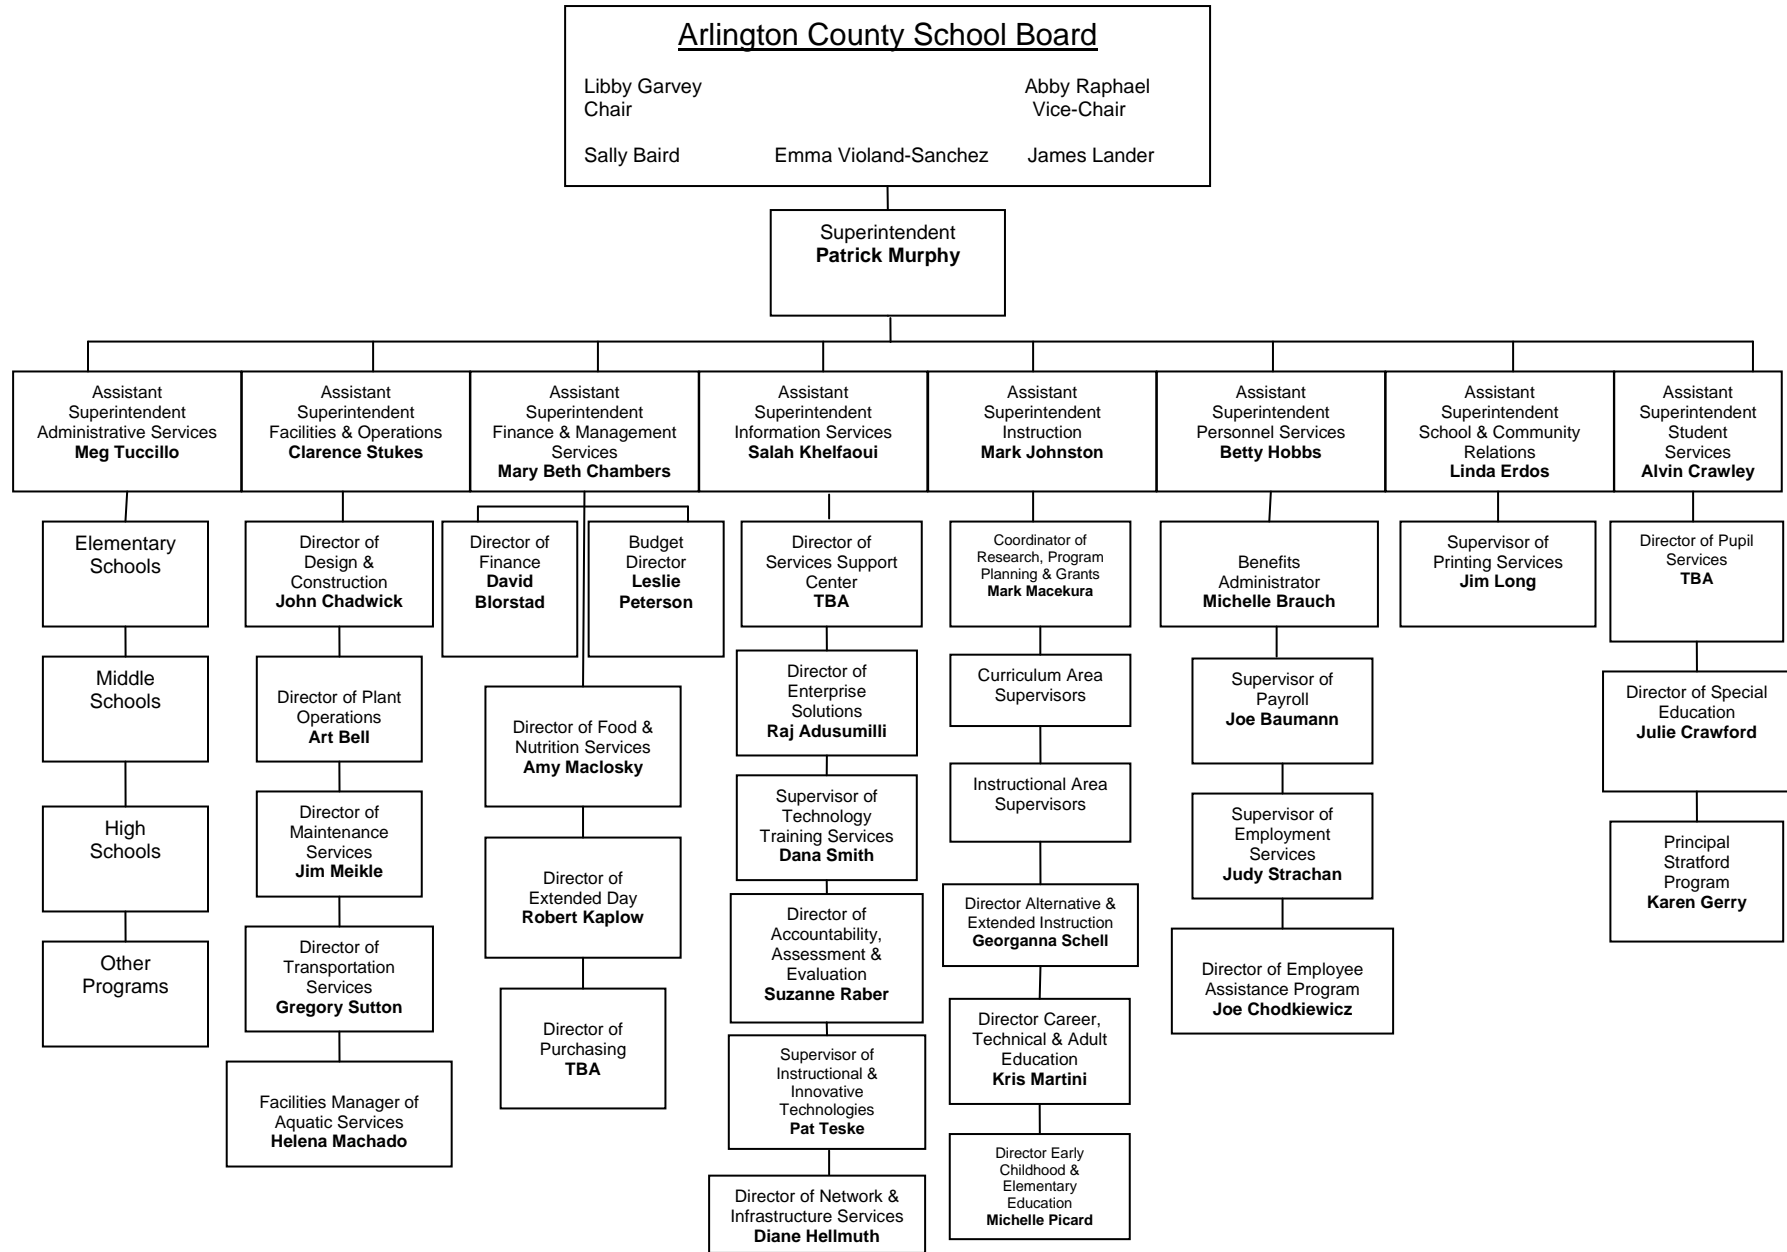 Arlington County School Board
Libby Garvey
Chair
Abby Raphael
Vice-Chair
Sally Baird
Emma Violand-Sanchez
James Lander
Superintendent
Patrick Murphy
Assistant
Superintendent
Administrative Services
Meg Tuccillo
Assistant
Superintendent
Facilities & Operations
Clarence Stukes
Assistant
Superintendent
Finance & Management
Services
Mary Beth Chambers
Assistant
Superintendent
Information Services
Salah Khelfaoui
Assistant
Superintendent
Instruction
Mark Johnston
Assistant
Superintendent
Personnel Services
Betty Hobbs
Assistant
Superintendent
School & Community
Relations
Linda Erdos
Assistant
Superintendent
Student
Services
Alvin Crawley
Elementary
Schools
Middle
Schools
High
Schools
Other
Programs
Director of
Design &
Construction
John Chadwick
Director of Plant
Operations
Art Bell
Director of
Maintenance
Services
Jim Meikle
Director of
Transportation
Services
Gregory Sutton
Facilities Manager of
Aquatic Services
Helena Machado
Director of
Finance
David
Blorstad
Budget
Director
Leslie
Peterson
Director of Food &
Nutrition Services
Amy Maclosky
Director of
Extended Day
Robert Kaplow
Director of
Purchasing
TBA
Director of
Services Support
Center
TBA
Director of
Enterprise
Solutions
Raj Adusumilli
Supervisor of
Technology
Training Services
Dana Smith
Director of
Accountability,
Assessment &
Evaluation
Suzanne Raber
Supervisor of
Instructional &
Innovative
Technologies
Pat Teske
Director of Network &
Infrastructure Services
Diane Hellmuth
Coordinator of
Research, Program
Planning & Grants
Mark Macekura
Curriculum Area
Supervisors
Instructional Area
Supervisors
Director Alternative &
Extended Instruction
Georganna Schell
Director Career,
Technical & Adult
Education
Kris Martini
Director Early
Childhood &
Elementary
Education
Michelle Picard
Benefits
Administrator
Michelle Brauch
Supervisor of
Payroll
Joe Baumann
Supervisor of
Employment
Services
Judy Strachan
Director of Employee
Assistance Program
Joe Chodkiewicz
Supervisor of
Printing Services
Jim Long
Director of Pupil
Services
TBA
Director of Special
Education
Julie Crawford
Principal
Stratford
Program
Karen Gerry